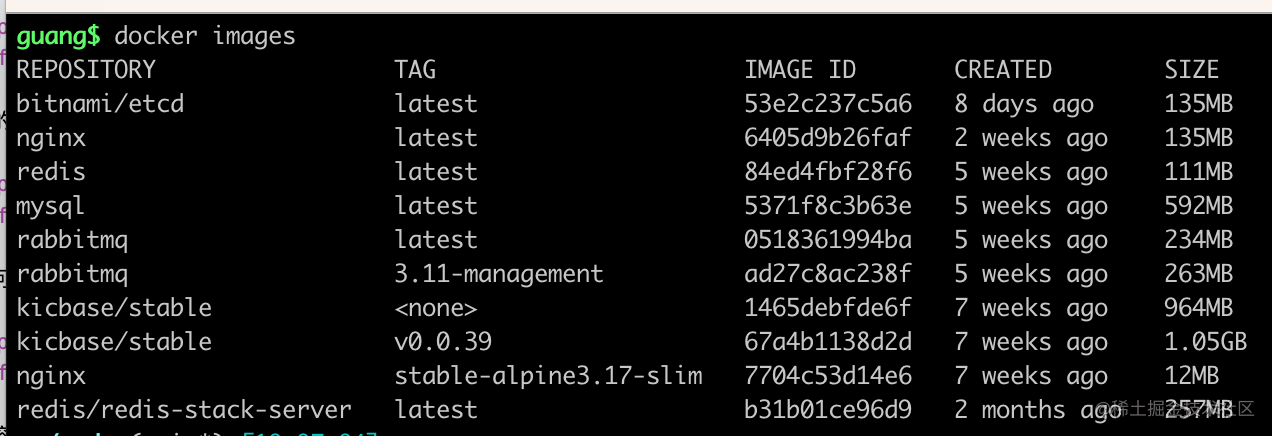 guang$ docker images
REPOSITORY TAG IMAGE ID CREATED SIZE
bitnami/etcd latest 53e2c237c5a6 8 days ago 135MB
nginx latest 6405d9b26faf 2 weeks ago 135MB
redis latest 84ed4fbf28f6 5 weeks ago 111MB
mysql latest 5371f8c3b63e 5 weeks ago 592MB
rabbitmq latest 0518361994ba 5 weeks ago 234MB
rabbitmq 3.11-management ad27c8ac238f 5 weeks ago 263MB
kicbase/stable <none> 1465debfde6f 7 weeks ago 964MB
kicbase/stable v0.0.39 67a4b1138d2d 7 weeks ago 1.05GB
nginx stable-alpine3.17-slim 7704c53d14e6 7 weeks ago 12MB
redis/redis-stack-server latest b31b01ce96d9 2 months ago 257MB
@稀土掘金技术社区